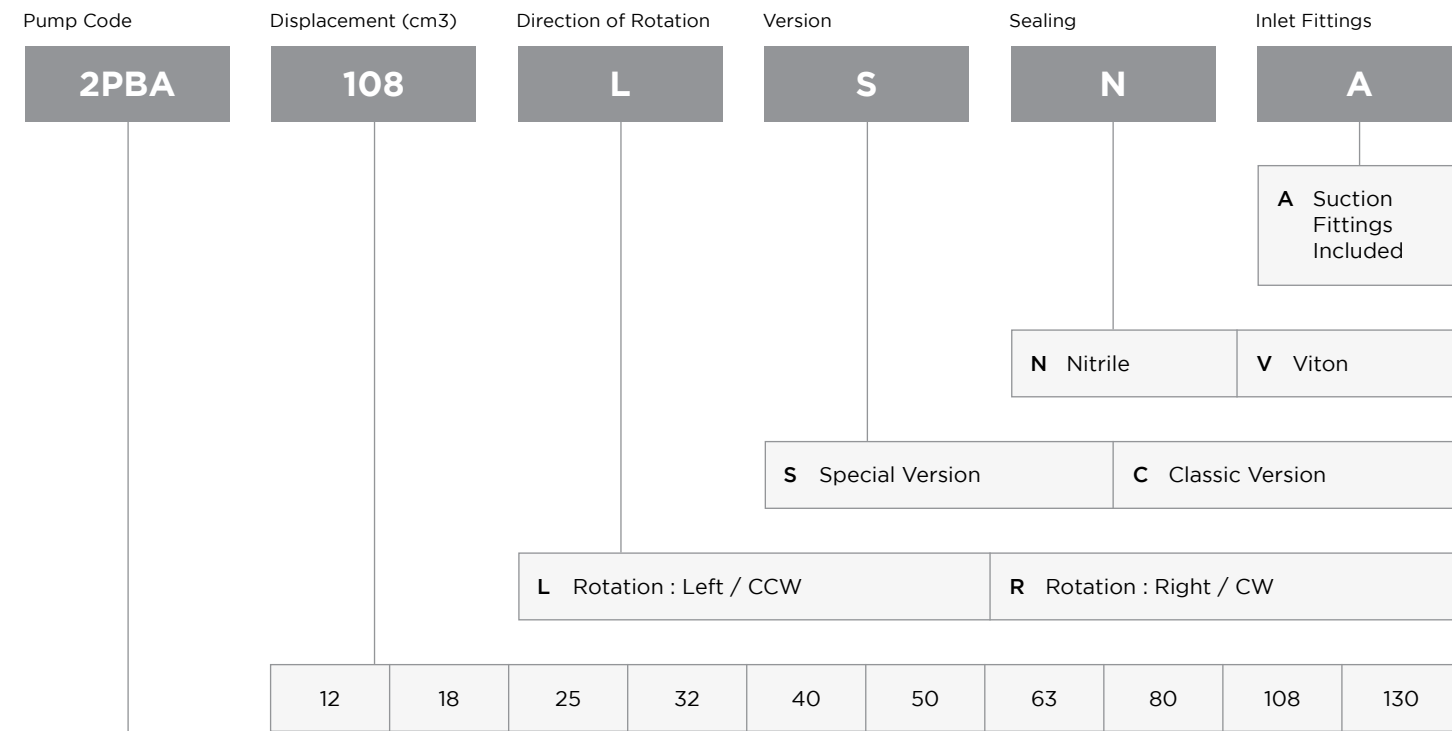 Pump Code
Displacement (cm3)
Direction of Rotation
Version
Sealing
Inlet Fittings
2PBA
108
L
S
N
A
A Suction
Fittings
Included
N Nitrile
V Viton
S Special Version
C Classic Version
L Rotation : Left / CCW
R Rotation : Right / CW
12
18
25
32
40
50
63
80
108
130